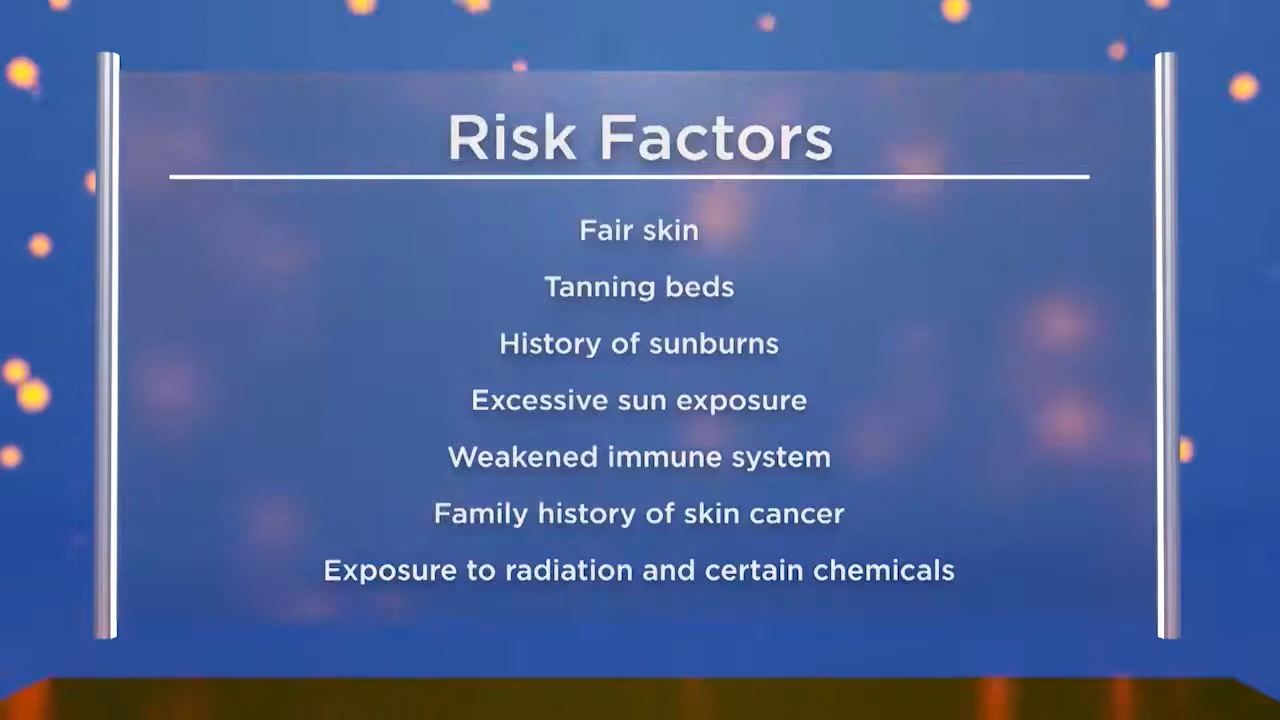 Risk Factors
Fair skin
Tanning beds
History of sunburns
Excessive sun exposure
Weakened immune system
Family history of skin cancer
Exposure to radiation and certain chemicals